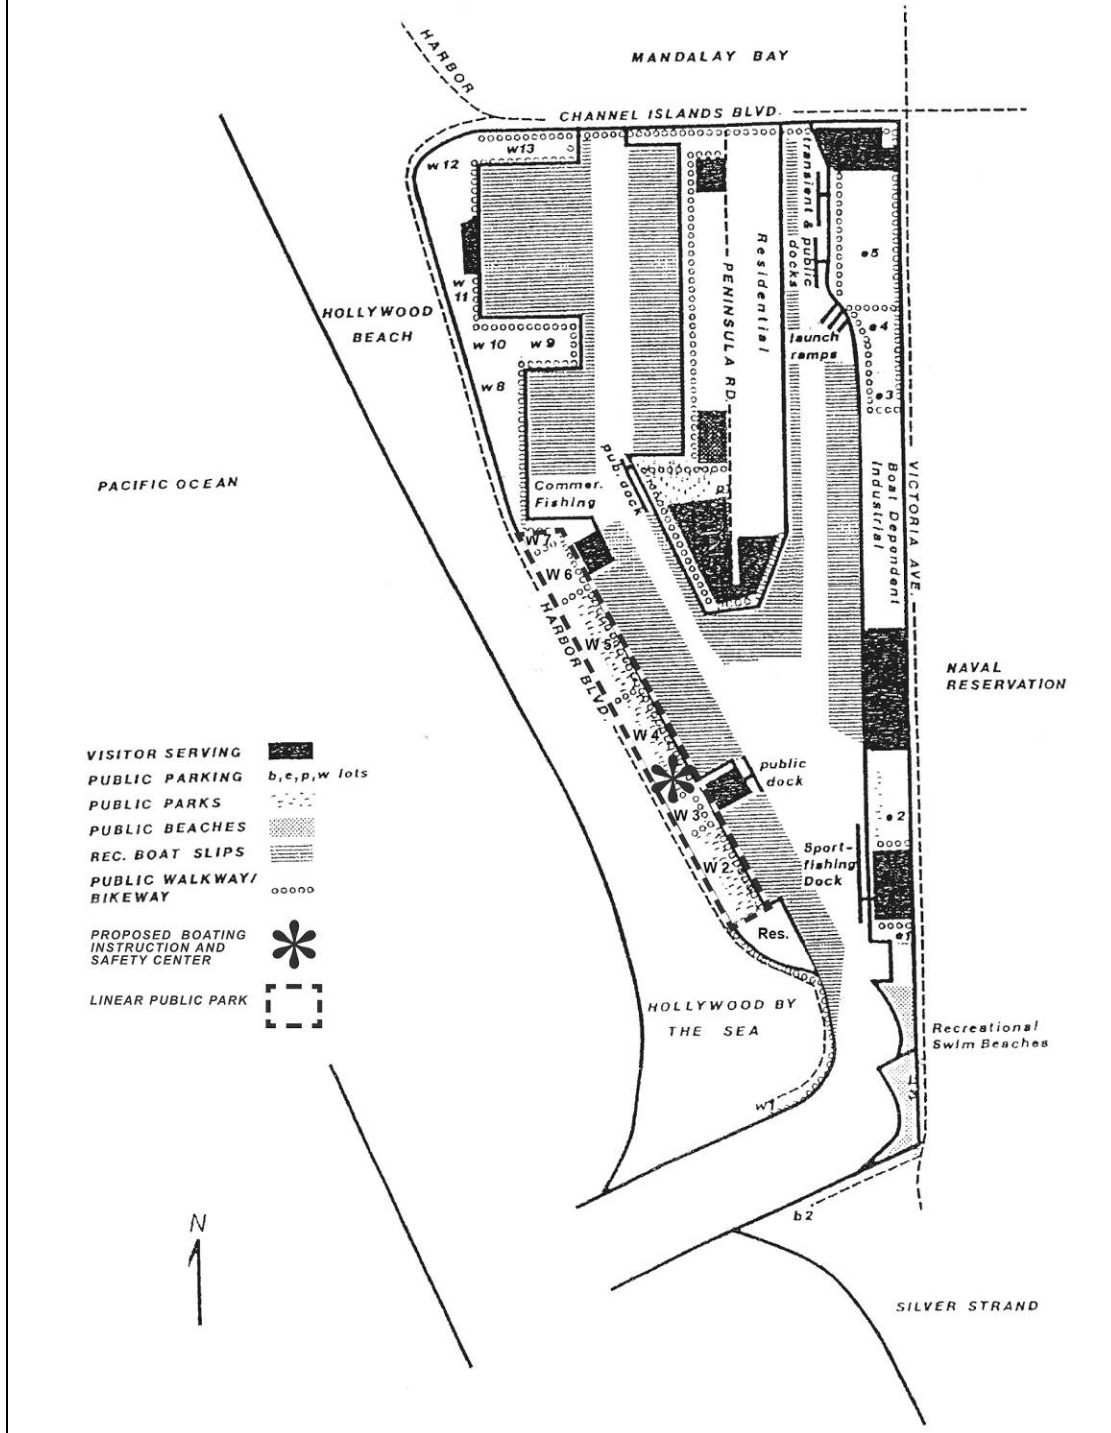 HARBOR
MANDALAY BAY
CHANNEL ISLANDS BLVD.
w13
w 12
transient & public
docks
Residential
PENINSULA RD.
e5
w
11
HOLLYWOOD
BEACH
w 10
w 9
w 8
launch
ramps
e4
e3
PACIFIC OCEAN
Commer.
Fishing
pub. dock
p1
Boat Dependent
Industrial
VICTORIA AVE.
W 7
W 6
W 5
HARBOR BLVD.
W 4
NAVAL
RESERVATION
public
dock
W 3
W 2
e2
Sport-
fishing
Dock
e1
Res.
VISITOR SERVING
PUBLIC PARKING
b,e,p,w lots
PUBLIC PARKS
PUBLIC BEACHES
REC. BOAT SLIPS
PUBLIC WALKWAY/
BIKEWAY
PROPOSED BOATING
INSTRUCTION AND
SAFETY CENTER
LINEAR PUBLIC PARK
HOLLYWOOD BY
THE SEA
Recreational
Swim Beaches
w1
b2
N
SILVER STRAND